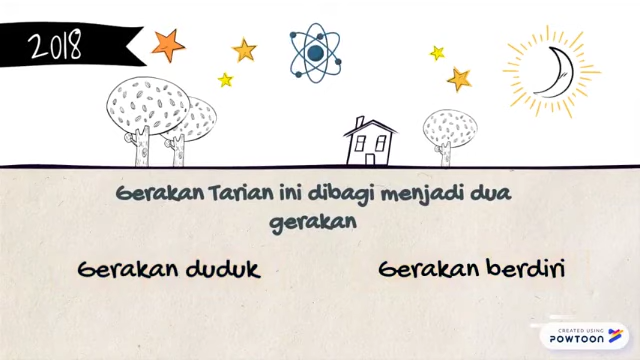 2018
Gerakan Tarian ini dibagi menjadi dua
gerakan
Gerakan duduk
Gerakan berdiri
CREATED USING
POWTOON